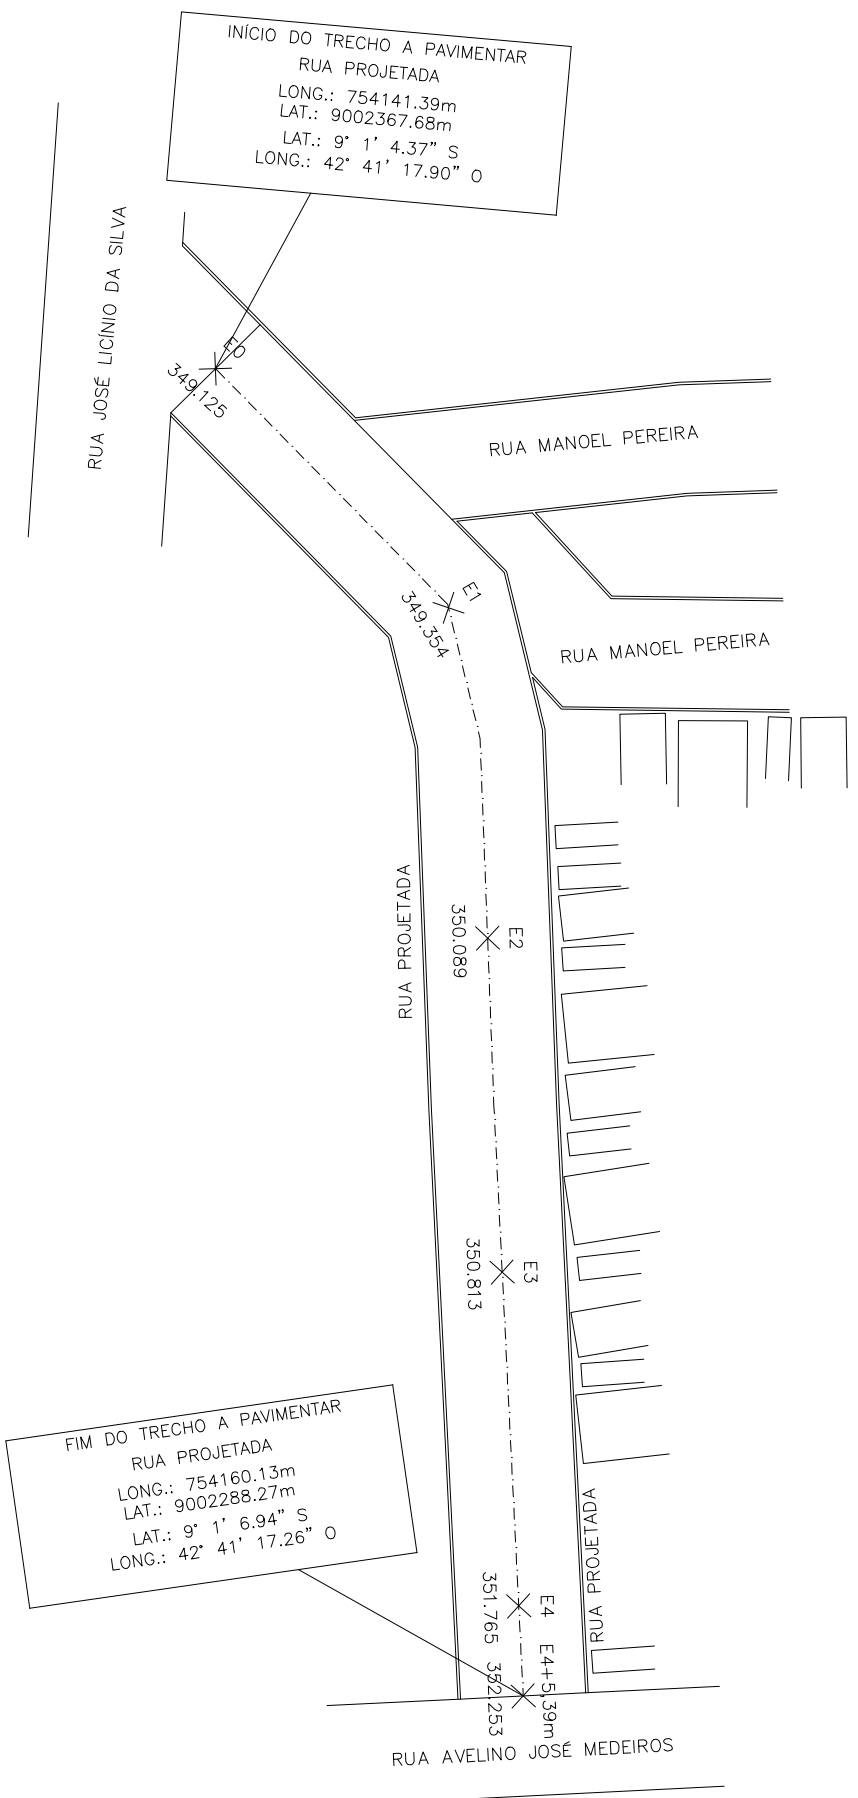 INÍCIO DO TRECHO A PAVIMENTAR
RUA PROJETADA
LONG.: 754141.39m
LAT.: 9002367.68m
LAT.: 9° 1' 4.37" S
LONG.: 42° 41' 17.90" O
RUA JOSÉ LICÍNIO DA SILVA
E0
349.125
RUA MANOEL PEREIRA
E1
349.354
RUA MANOEL PEREIRA
RUA PROJETADA
E2
350.089
E3
350.813
FIM DO TRECHO A PAVIMENTAR
RUA PROJETADA
LONG.: 754160.13m
LAT.: 9002288.27m
LAT.: 9° 1' 6.94" S
LONG.: 42° 41' 17.26" O
RUA PROJETADA
E4
351.765
E4+5,39m
352.253
RUA AVELINO JOSÉ MEDEIROS